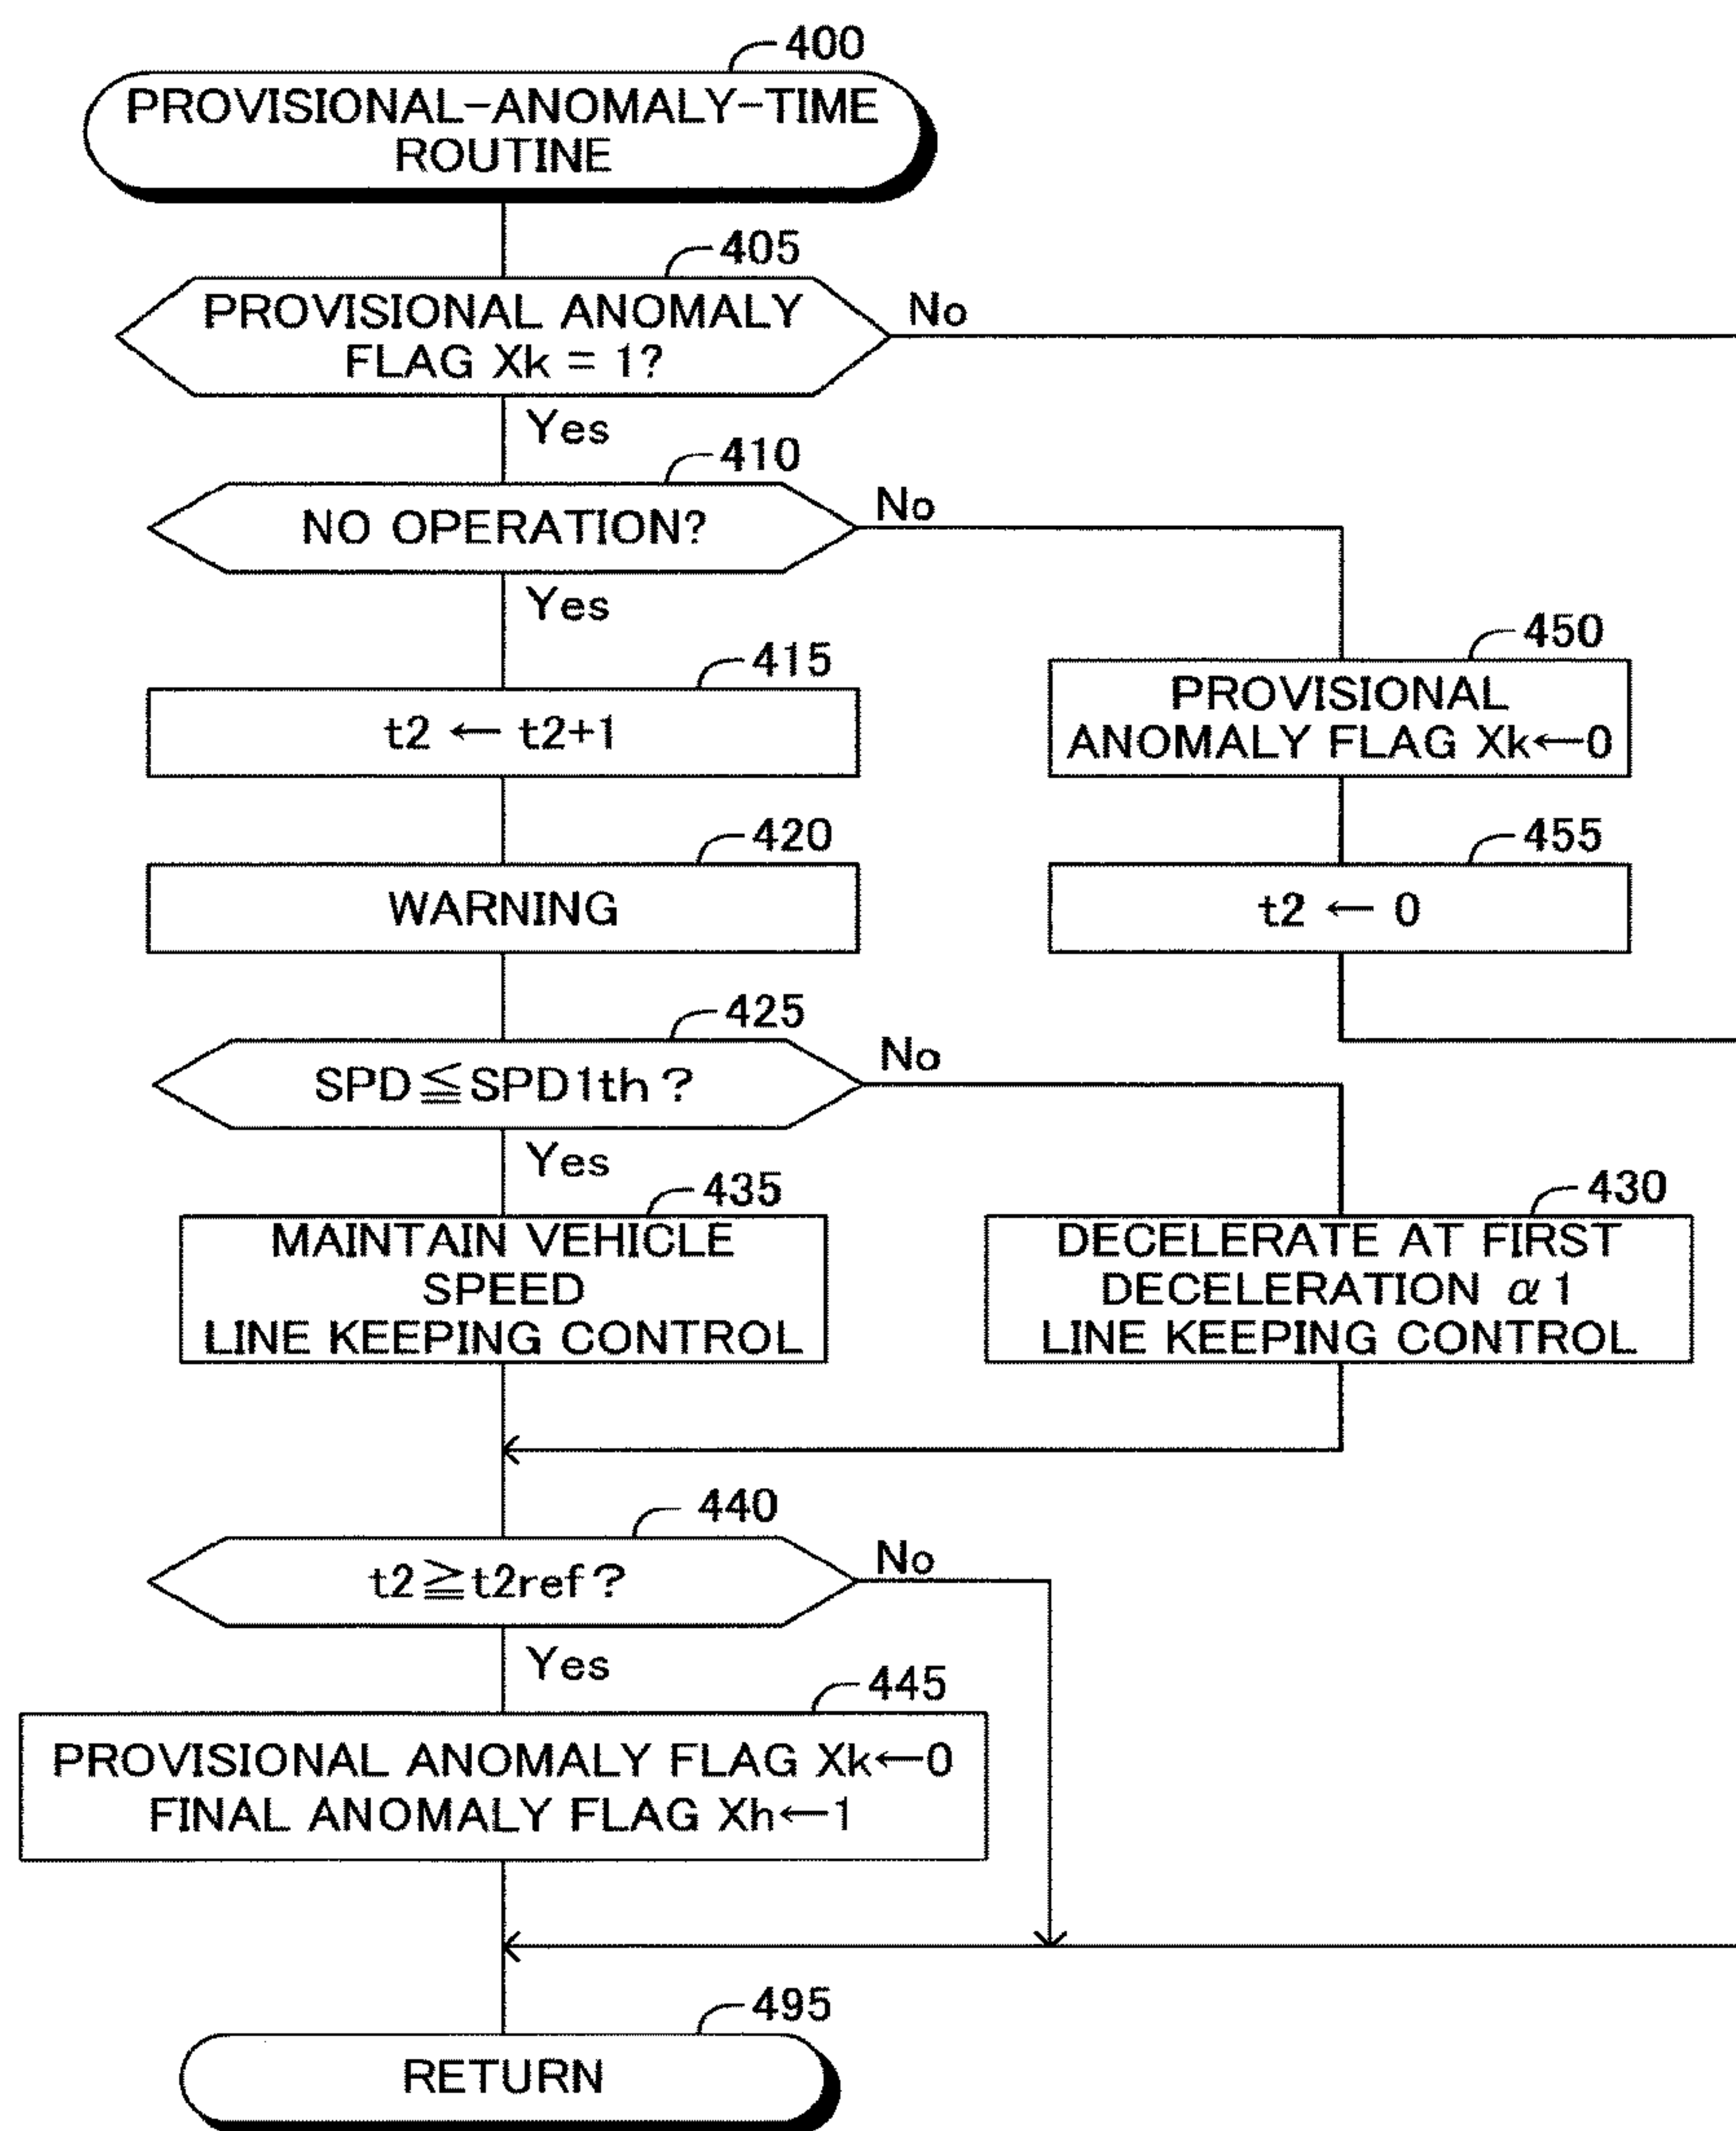 400
PROVISIONAL-ANOMALY-TIME
ROUTINE
405
PROVISIONAL ANOMALY
FLAG Xk = 1?
No
Yes
410
NO OPERATION?
No
Yes
415
t2 ← t2+1
450
PROVISIONAL
ANOMALY FLAG Xk←0
420
WARNING
455
t2 ← 0
425
SPD≦SPD1th?
No
Yes
435
MAINTAIN VEHICLE
SPEED
LINE KEEPING CONTROL
430
DECELERATE AT FIRST
DECELERATION α1
LINE KEEPING CONTROL
440
t2≧t2ref?
No
Yes
445
PROVISIONAL ANOMALY FLAG Xk←0
FINAL ANOMALY FLAG Xh←1
495
RETURN